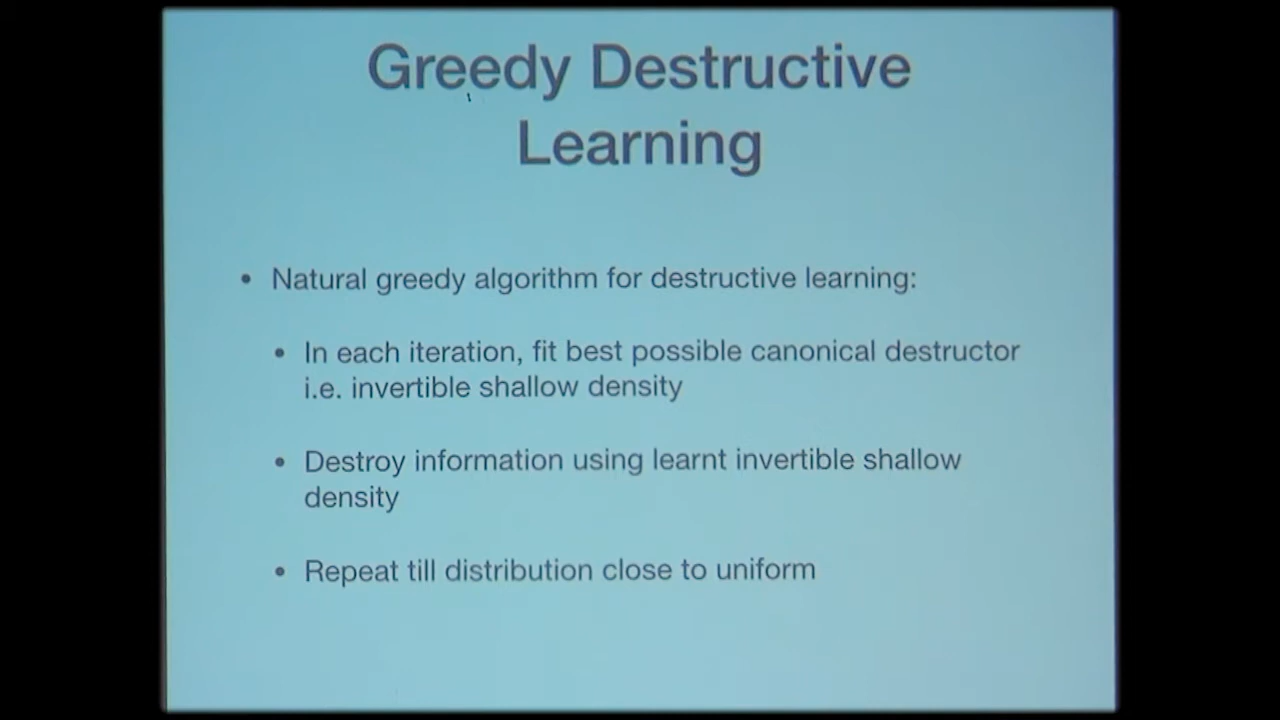 Greedy Destructive
Learning
• Natural greedy algorithm for destructive learning:
• In each iteration, fit best possible canonical destructor
i.e. invertible shallow density
• Destroy information using learnt invertible shallow
density
• Repeat till distribution close to uniform